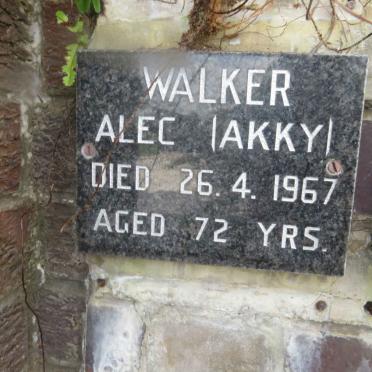 WALKER
ALEC (AKKY)
DIED 26.4.1967
AGED 72 YRS.